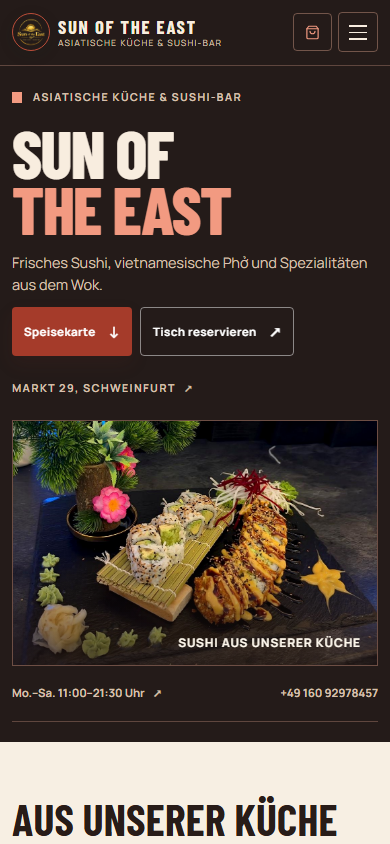 SUN OF THE EAST
ASIATISCHE KÜCHE & SUSHI-BAR
ASIATISCHE KÜCHE & SUSHI-BAR
SUN OF
THE EAST
Frisches Sushi, vietnamesische Phở und Spezialitäten
aus dem Wok.
Speisekarte ↓
Tisch reservieren ↗
MARKT 29, SCHWEINFURT ↗
SUSHI AUS UNSERER KÜCHE
Mo.–Sa. 11:00–21:30 Uhr ↗
+49 160 92978457
AUS UNSERER KÜCHE